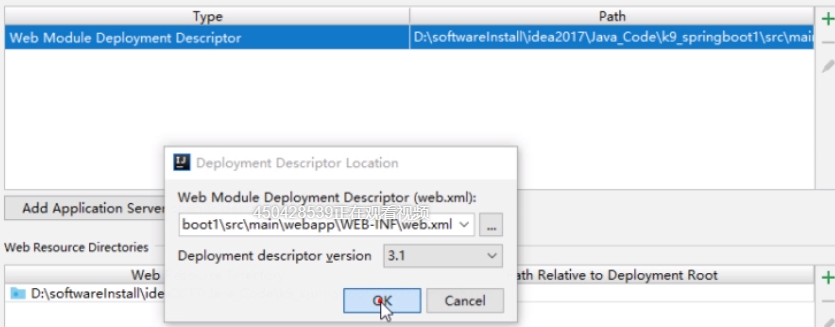 Type Path
Web Module Deployment Descriptor D:\softwareInstall\idea2017\Java_Code\k9_springboot1\src\mai
IJ Deployment Descriptor Location
Web Module Deployment Descriptor (web.xml):
Add Application Server
450428539正在观看视频
boot1\src\main\webapp\WEB-INF\web.xml ...
Web Resource Directories
Deployment descriptor version 3.1
Web ath Relative to Deployment Root
D:\softwareInstall\ide
OK Cancel